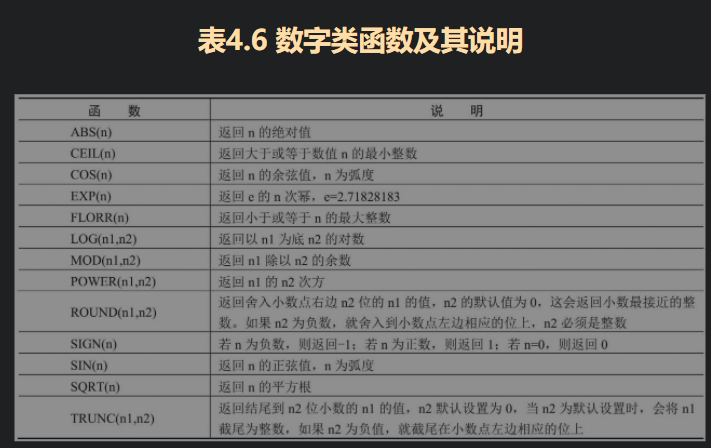 表4.6 数字类函数及其说明
函 数 说 明
ABS(n) 返回 n 的绝对值
CEIL(n) 返回大于或等于数值 n 的最小整数
COS(n) 返回 n 的余弦值，n 为弧度
EXP(n) 返回 e 的 n 次幂，e=2.71828183
FLORR(n) 返回小于或等于 n 的最大整数
LOG(n1,n2) 返回以 n1 为底 n2 的对数
MOD(n1,n2) 返回 n1 除以 n2 的余数
POWER(n1,n2) 返回 n1 的 n2 次方
ROUND(n1,n2) 返回舍入小数点右边 n2 位的 n1 的值，n2 的默认值为 0，这会返回小数最接近的整
数。如果 n2 为负数，就舍入到小数点左边相应的位上，n2 必须是整数
SIGN(n) 若 n 为负数，则返回−1；若 n 为正数，则返回 1；若 n=0，则返回 0
SIN(n) 返回 n 的正弦值，n 为弧度
SQRT(n) 返回 n 的平方根
TRUNC(n1,n2) 返回结尾到 n2 位小数的 n1 的值，n2 默认设置为 0，当 n2 为默认设置时，会将 n1
截尾为整数，如果 n2 为负值，就截尾在小数点左边相应的位上